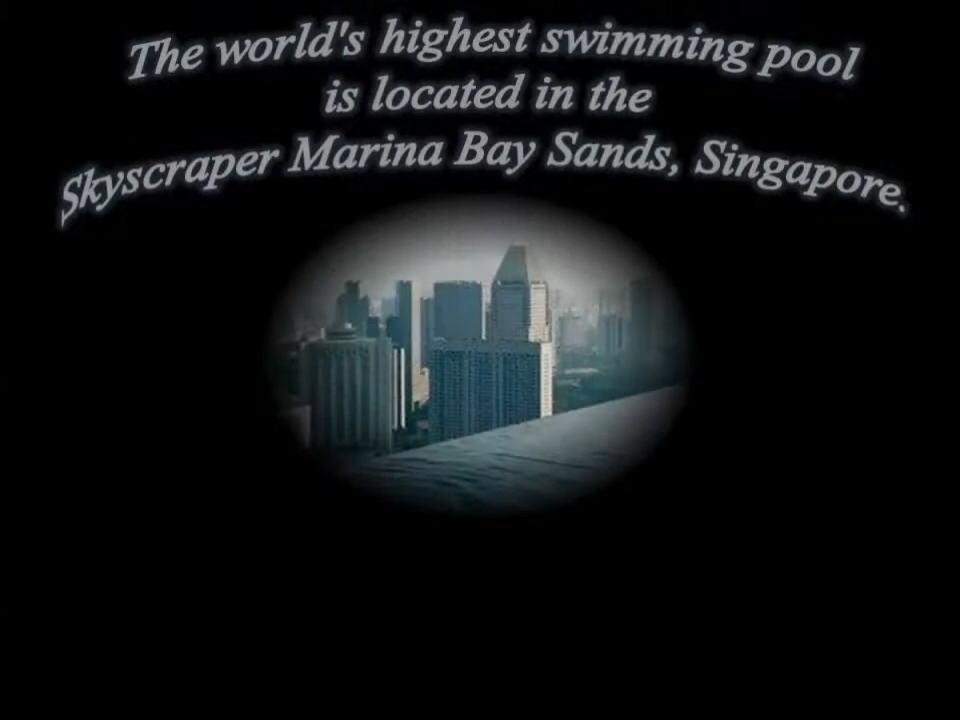 The world's highest swimming pool
is located in the
Skyscraper Marina Bay Sands, Singapore.